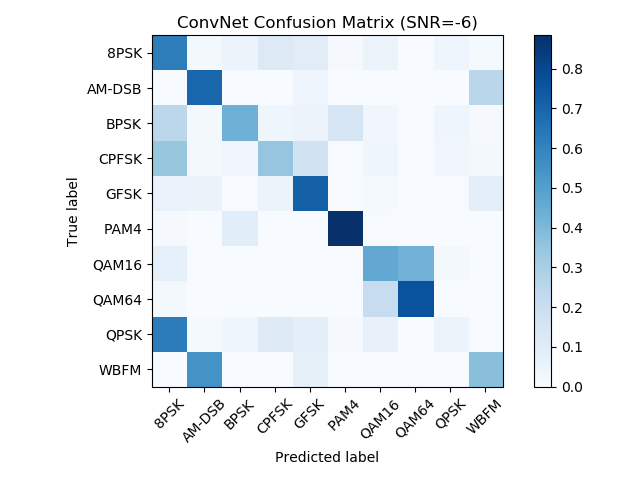 ConvNet Confusion Matrix (SNR=-6)
True label
8PSK
AM-DSB
BPSK
CPFSK
GFSK
PAM4
QAM16
QAM64
QPSK
WBFM
8PSK
AM-DSB
BPSK
CPFSK
GFSK
PAM4
QAM16
QAM64
QPSK
WBFM
Predicted label
0.8
0.7
0.6
0.5
0.4
0.3
0.2
0.1
0.0